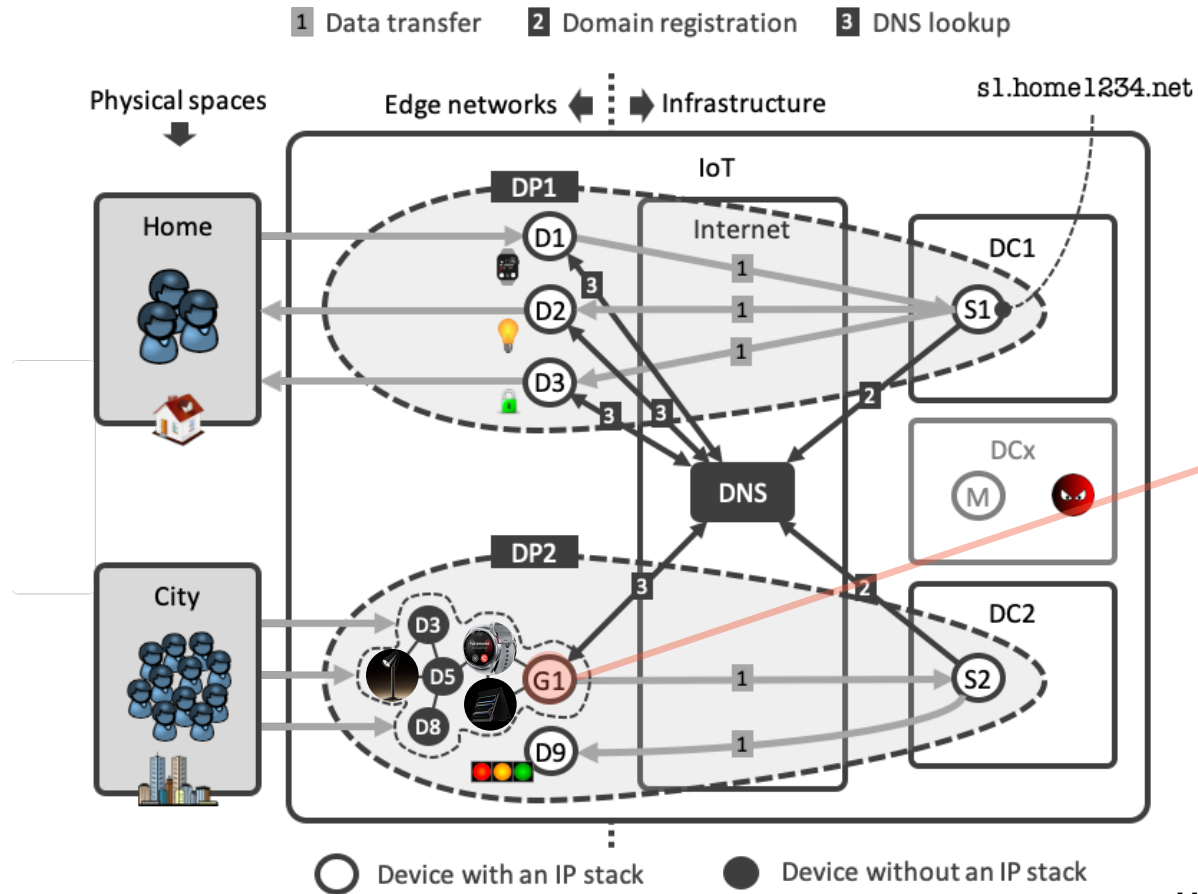 1 Data transfer 2 Domain registration 3 DNS lookup
Physical spaces
Edge networks Infrastructure
s1.home1234.net
IoT
DP1
Home
D1
Internet
DC1
1
3
D2
1
S1
1
D3
2
3
3
DCx
DNS
M
DP2
City
3
2
DC2
D3
D5
G1
1
S2
D8
1
D9
Device with an IP stack
Device without an IP stack